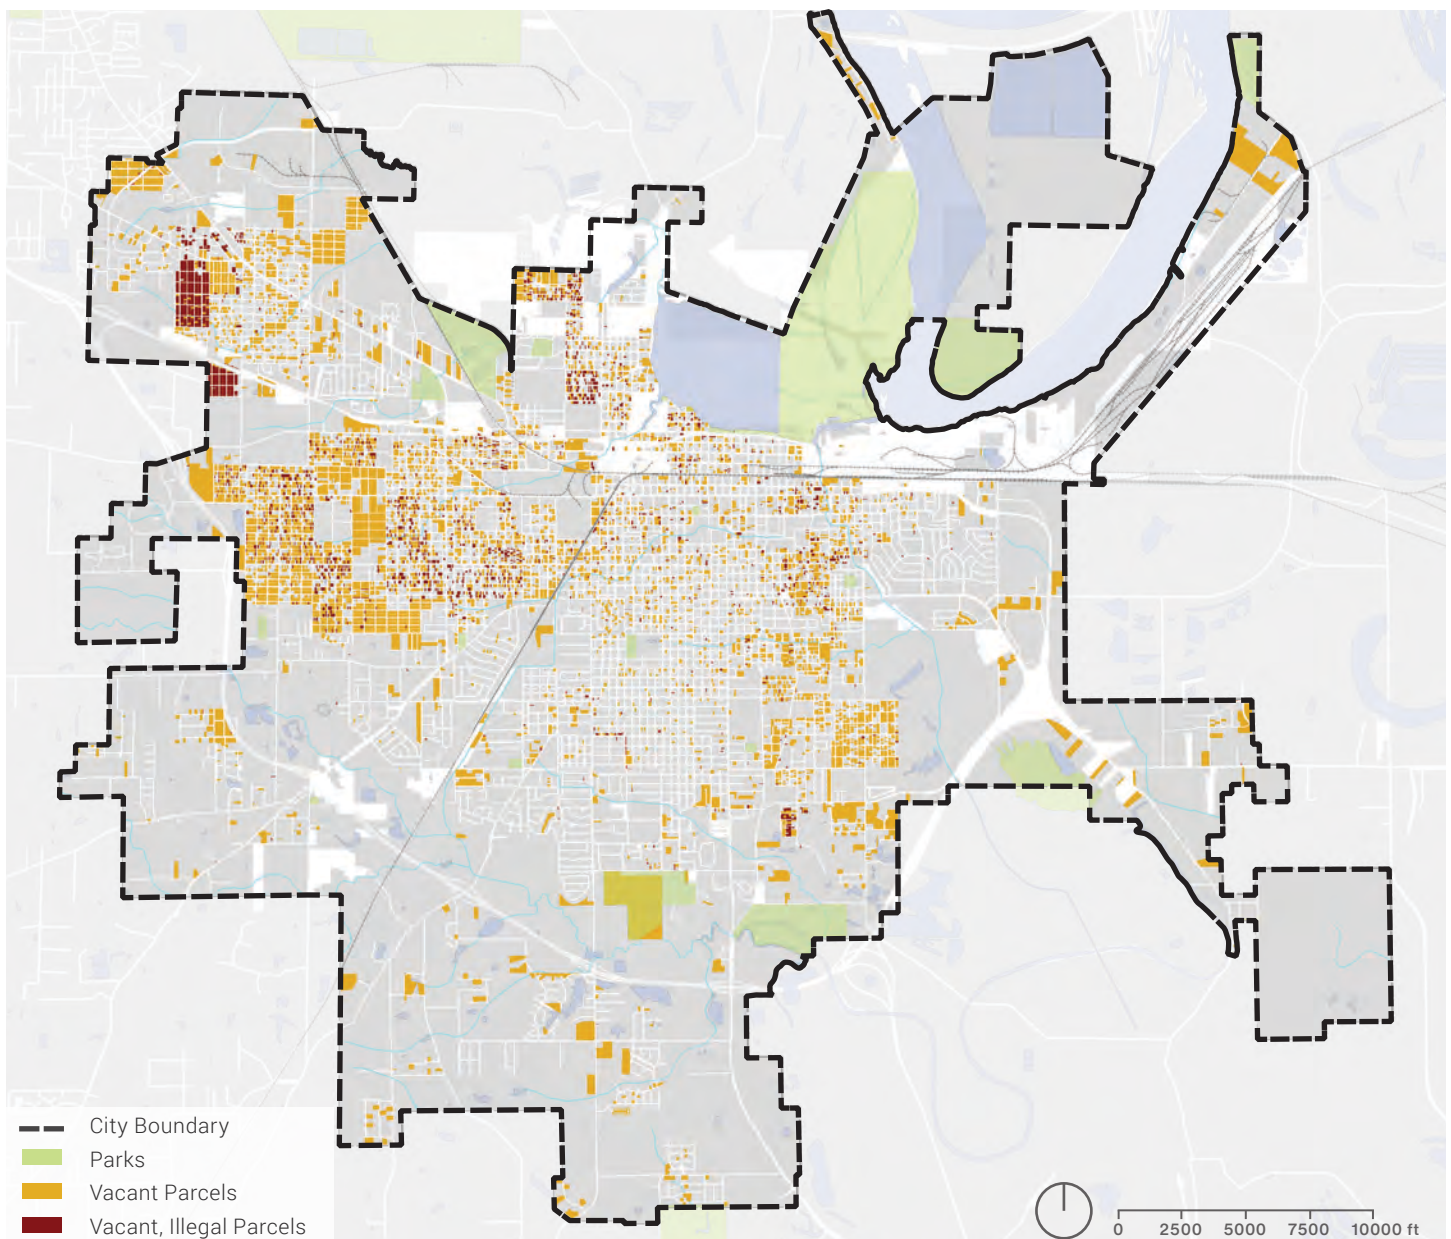 City Boundary
Parks
Vacant Parcels
Vacant, Illegal Parcels
0 2500 5000 7500 10000 ft